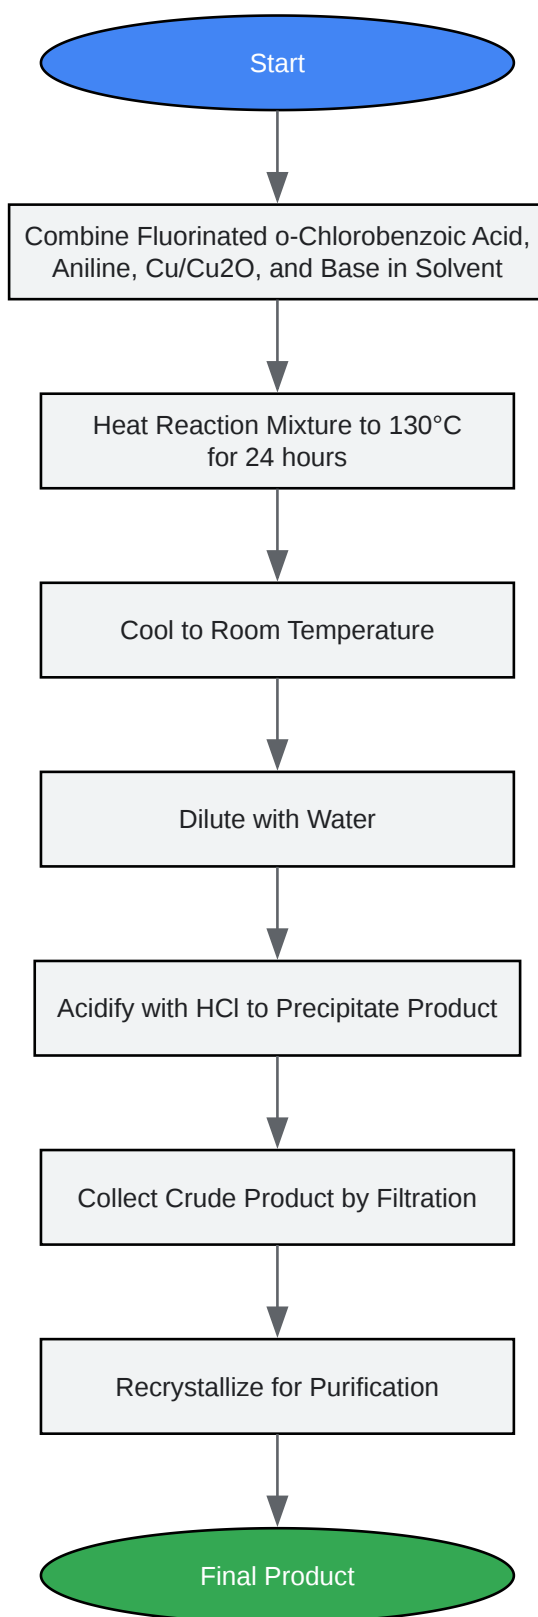 Start
Combine Fluorinated o-Chlorobenzoic Acid,
Aniline, Cu/Cu2O, and Base in Solvent
Heat Reaction Mixture to 130°C
for 24 hours
Cool to Room Temperature
Dilute with Water
Acidify with HCl to Precipitate Product
Collect Crude Product by Filtration
Recrystallize for Purification
Final Product